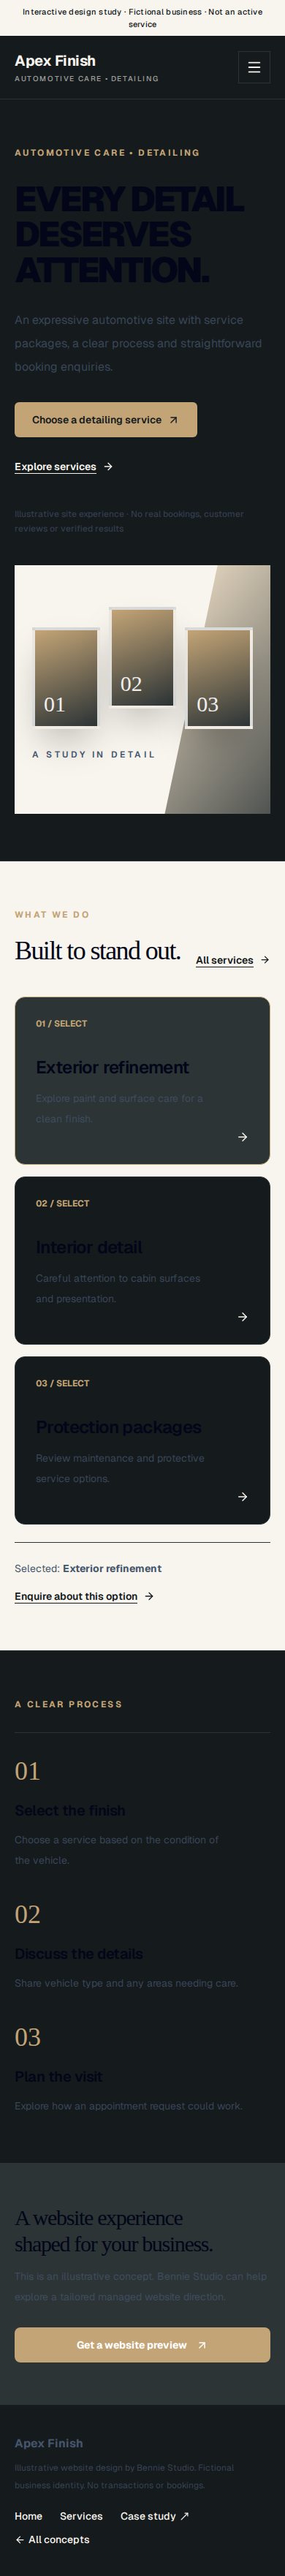 Interactive design study · Fictional business · Not an active
service
Apex Finish
AUTOMOTIVE CARE • DETAILING
AUTOMOTIVE CARE • DETAILING
EVERY DETAIL
DESERVES
ATTENTION.
An expressive automotive site with service
packages, a clear process and straightforward
booking enquiries.
Choose a detailing service ↗
Explore services →
Illustrative site experience · No real bookings, customer
reviews or verified results.
01
02
03
A STUDY IN DETAIL
WHAT WE DO
Built to stand out.
All services →
01 / SELECT
Exterior refinement
Explore paint and surface care for a
clean finish.
→
02 / SELECT
Interior detail
Careful attention to cabin surfaces
and presentation.
→
03 / SELECT
Protection packages
Review maintenance and protective
service options.
→
Selected: Exterior refinement
Enquire about this option →
A CLEAR PROCESS
01
Select the finish
Choose a service based on the condition of
the vehicle.
02
Discuss the details
Share vehicle type and any areas needing care.
03
Plan the visit
Explore how an appointment request could work.
A website experience
shaped for your business.
This is an illustrative concept. Bennie Studio can help
explore a tailored managed website direction.
Get a website preview ↗
Apex Finish
Illustrative website design by Bennie Studio. Fictional
business identity. No transactions or bookings.
Home Services Case study ↗
← All concepts